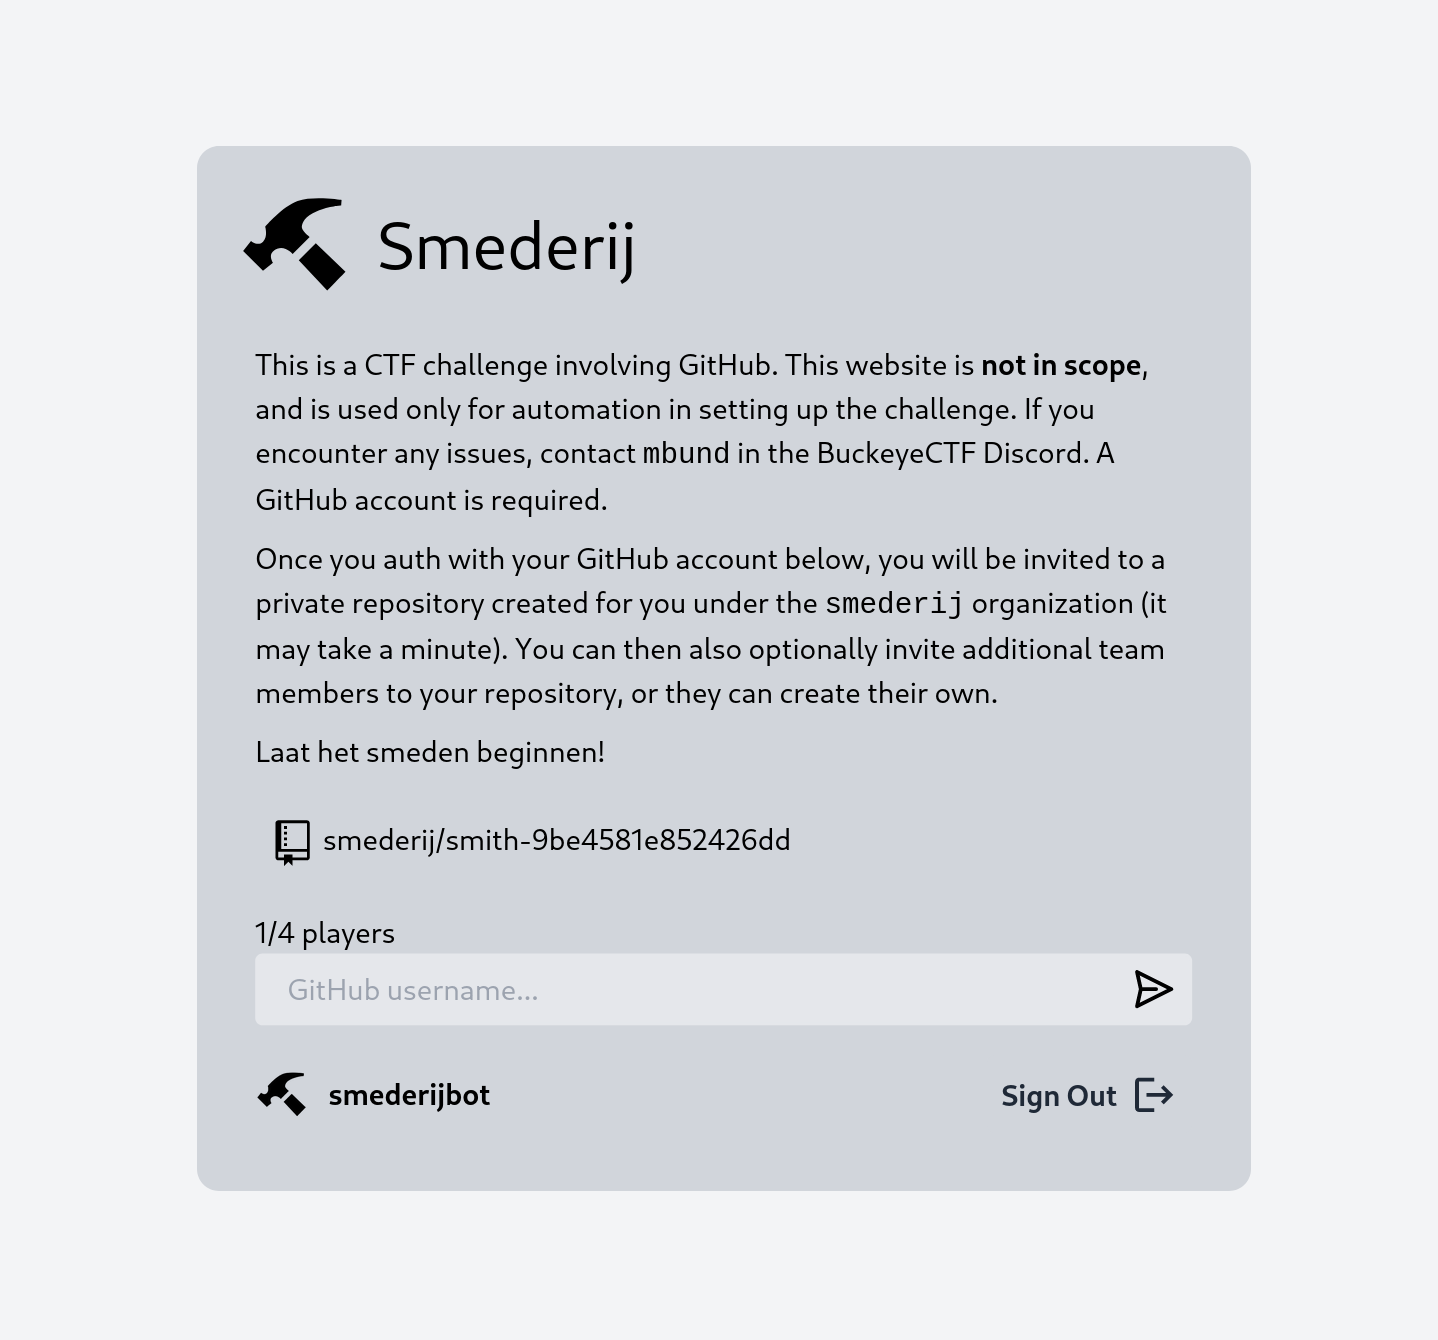 Smederij
This is a CTF challenge involving GitHub. This website is not in scope,
and is used only for automation in setting up the challenge. If you
encounter any issues, contact mbund in the BuckeyeCTF Discord. A
GitHub account is required.
Once you auth with your GitHub account below, you will be invited to a
private repository created for you under the smederij organization (it
may take a minute). You can then also optionally invite additional team
members to your repository, or they can create their own.
Laat het smeden beginnen!
smederij/smith-9be4581e852426dd
1/4 players
GitHub username...
smederijbot
Sign Out